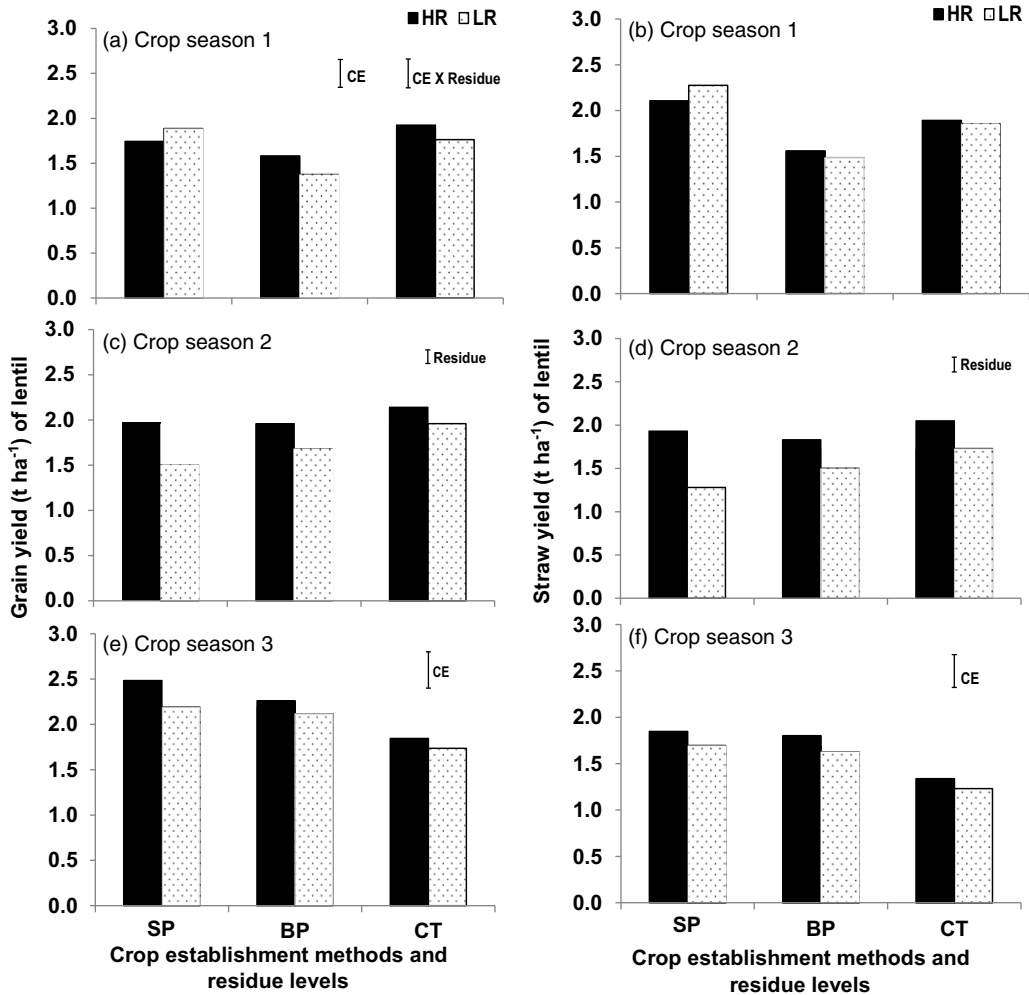 HR LR
(a) Crop season 1
CE
CE X Residue
3.0
2.5
2.0
1.5
1.0
0.5
0.0
HR LR
(b) Crop season 1
3.0
2.5
2.0
1.5
1.0
0.5
0.0
(c) Crop season 2
Residue
3.0
2.5
2.0
1.5
1.0
0.5
0.0
(d) Crop season 2
Residue
3.0
2.5
2.0
1.5
1.0
0.5
0.0
(e) Crop season 3
CE
3.0
2.5
2.0
1.5
1.0
0.5
0.0
(f) Crop season 3
CE
3.0
2.5
2.0
1.5
1.0
0.5
0.0
Grain yield (t ha⁻¹) of lentil
Straw yield (t ha⁻¹) of lentil
SP BP CT
Crop establishment methods and
residue levels
SP BP CT
Crop establishment methods and
residue levels